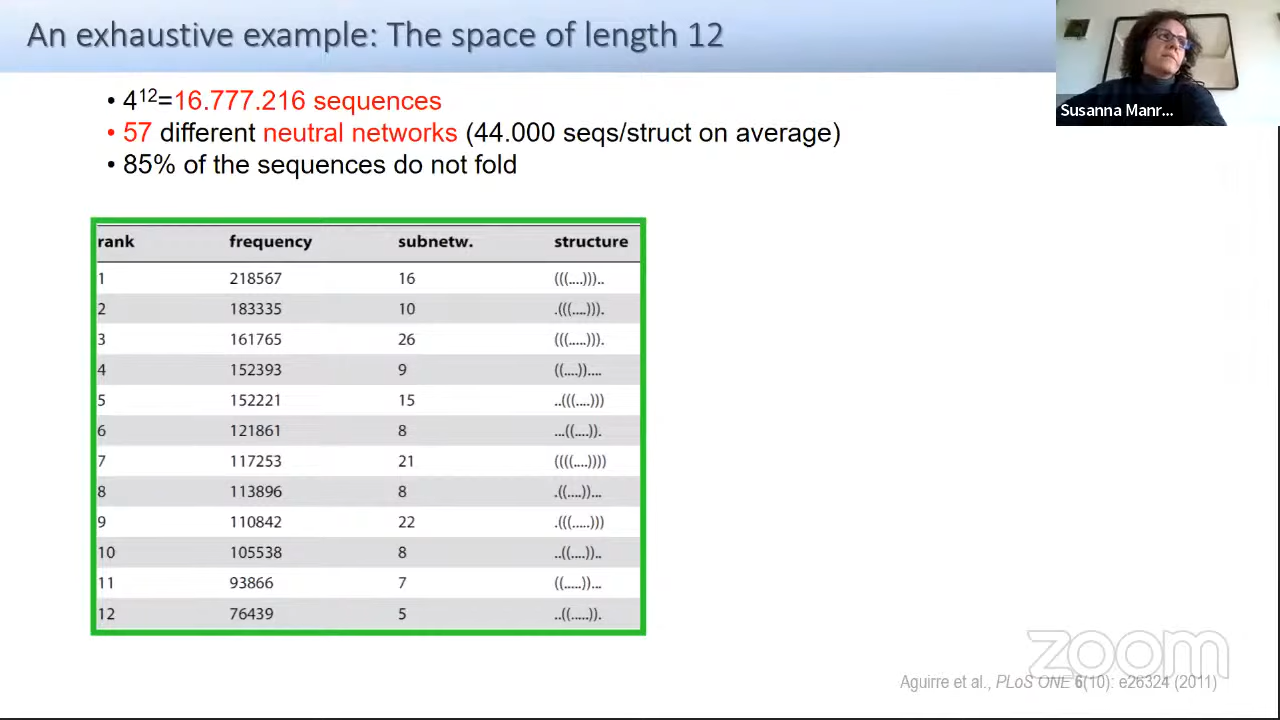 An exhaustive example: The space of length 12
• 4¹²=16.777.216 sequences
• 57 different neutral networks (44.000 seqs/struct on average)
• 85% of the sequences do not fold
Susanna Manr...
rank frequency subnetw. structure
1 218567 16 (((....)))..
2 183335 10 .(((....))).
3 161765 26 (((.....))).
4 152393 9 ((....))....
5 152221 15 ..(((....)))
6 121861 8 ...((....)).
7 117253 21 ((((....))))
8 113896 8 .((....))...
9 110842 22 .(((.....)))
10 105538 8 ..((....))..
11 93866 7 ((.....))...
12 76439 5 ..((.....)).
zoom
Aguirre et al., PLoS ONE 6(10): e26324 (2011)